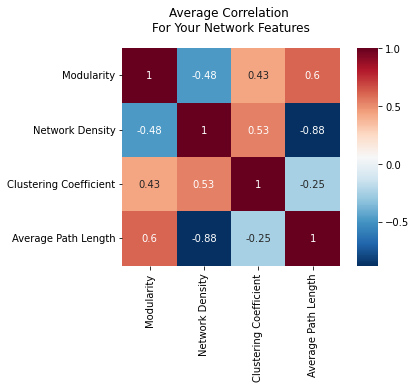 Average Correlation
For Your Network Features
Modularity
Network Density
Clustering Coefficient
Average Path Length
1 -0.48 0.43 0.6
-0.48 1 0.53 -0.88
0.43 0.53 1 -0.25
0.6 -0.88 -0.25 1
Modularity
Network Density
Clustering Coefficient
Average Path Length
1.0
0.5
0.0
−0.5